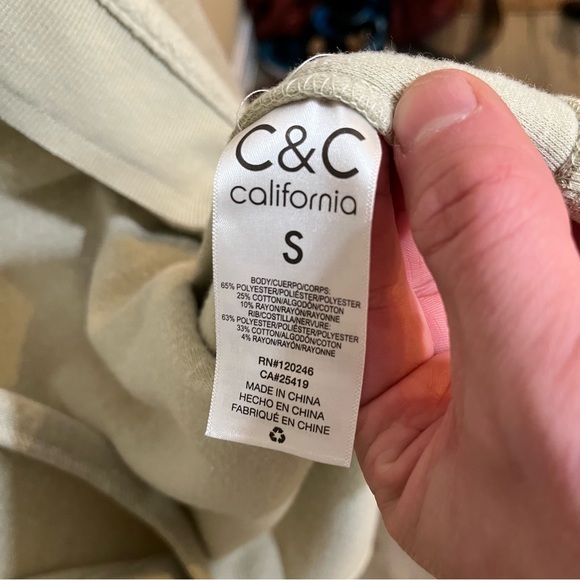 C&C
california
S
BODY/CUERPO/CORPS:
65% POLYESTER/POLIÉSTER/POLYESTER
25% COTTON/ALGODÓN/COTON
10% RAYON/RAYÓN/RAYONNE
RIB/COSTILLA/NERVURE:
63% POLYESTER/POLIÉSTER/POLYESTER
33% COTTON/ALGODÓN/COTON
4% RAYON/RAYÓN/RAYONNE
RN#120246
CA#25419
MADE IN CHINA
HECHO EN CHINA
FABRIQUÉ EN CHINE